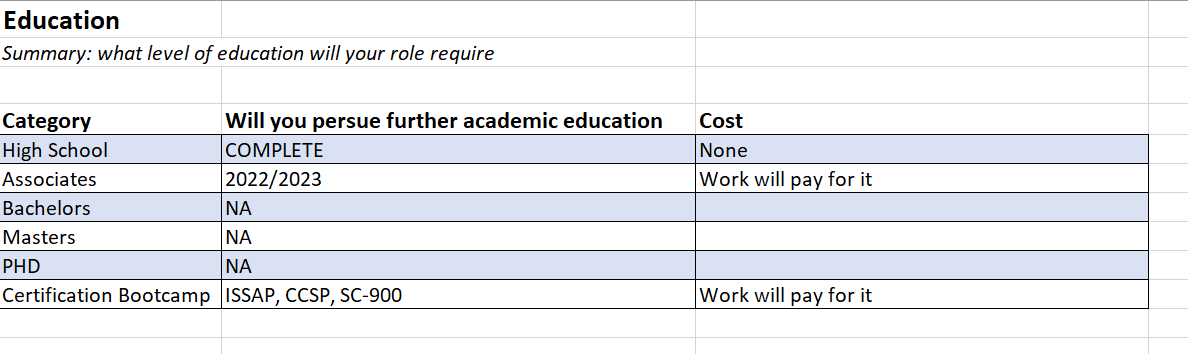 Education
Summary: what level of education will your role require
Category Will you persue further academic education Cost
High School COMPLETE None
Associates 2022/2023 Work will pay for it
Bachelors NA
Masters NA
PHD NA
Certification Bootcamp ISSAP, CCSP, SC-900 Work will pay for it